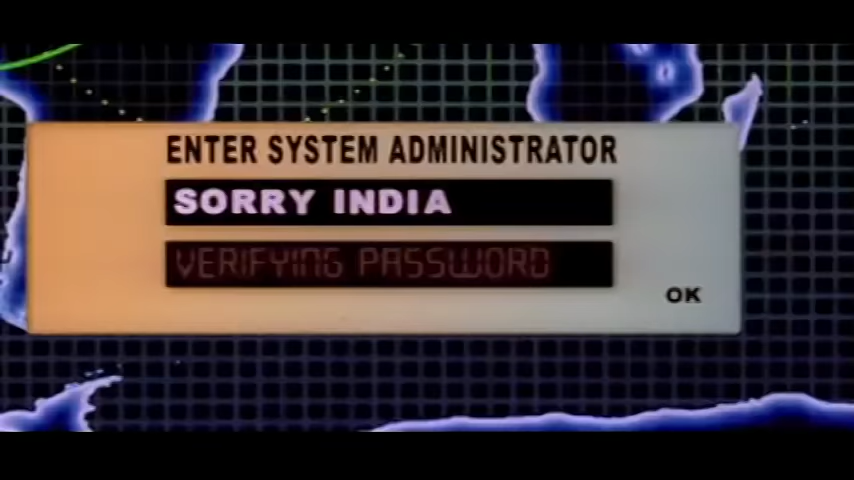 ENTER SYSTEM ADMINISTRATOR
SORRY INDIA
VERIFYING PASSWORD
OK